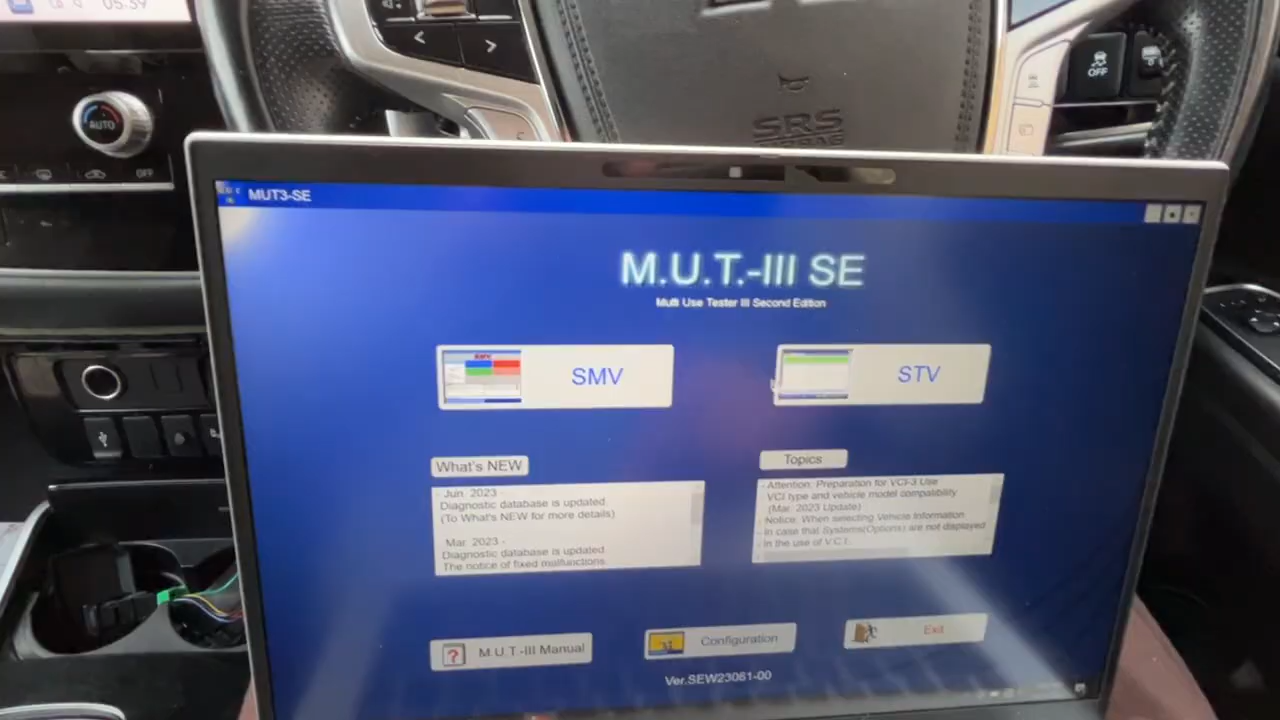 05:39
AUTO
OFF
SRS
AIRBAG
OFF
MUT3-SE
M.U.T.-III SE
Multi Use Tester III Second Edition
SMV
STV
What's NEW
- Jun. 2023 -
Diagnostic database is updated.
(To What's NEW for more details)
Mar. 2023 -
Diagnostic database is updated.
The notice of fixed malfunctions.
Topics
- Attention: Preparation for VCI-3 Use
VCI type and vehicle model compatibility
(Mar. 2023 Update)
- Notice: When selecting Vehicle Information
In case that Systems(Options) are not displayed
- In the use of V.C.I.
M.U.T.-III Manual
Configuration
Exit
Ver.SEW23061-00